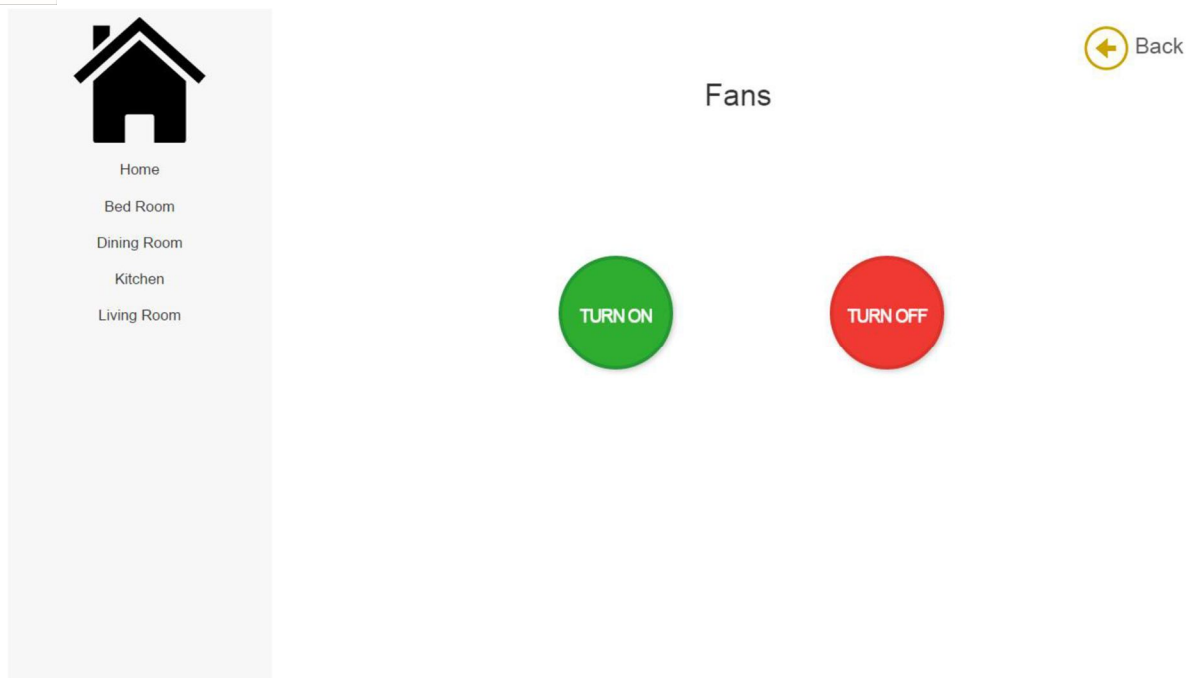 Back
Fans
Home
Bed Room
Dining Room
Kitchen
Living Room
TURN ON
TURN OFF